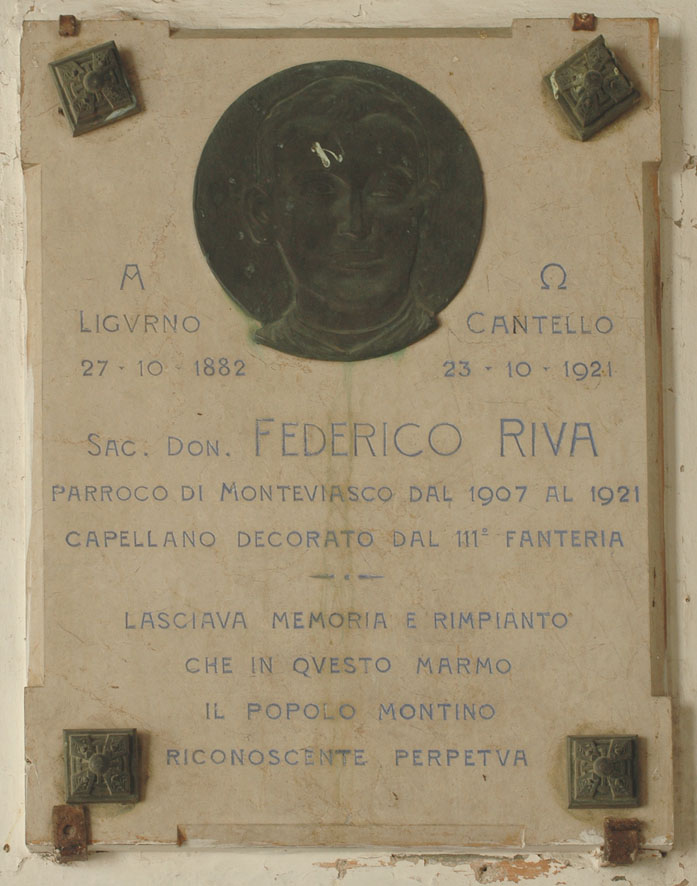 Α Ω
LIGVRNO CANTELLO
27 - 10 - 1882 23 - 10 - 1921
SAC. DON. FEDERICO RIVA
PARROCO DI MONTEVIASCO DAL 1907 AL 1921
CAPELLANO DECORATO DAL 111º FANTERIA
LASCIAVA MEMORIA E RIMPIANTO
CHE IN QVESTO MARMO
IL POPOLO MONTINO
RICONOSCENTE PERPETVA